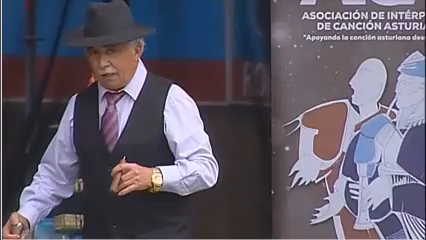 ASOCIACIÓN DE INTÉRP
DE CANCIÓN ASTURIA
"Apoyando la canción asturiana des